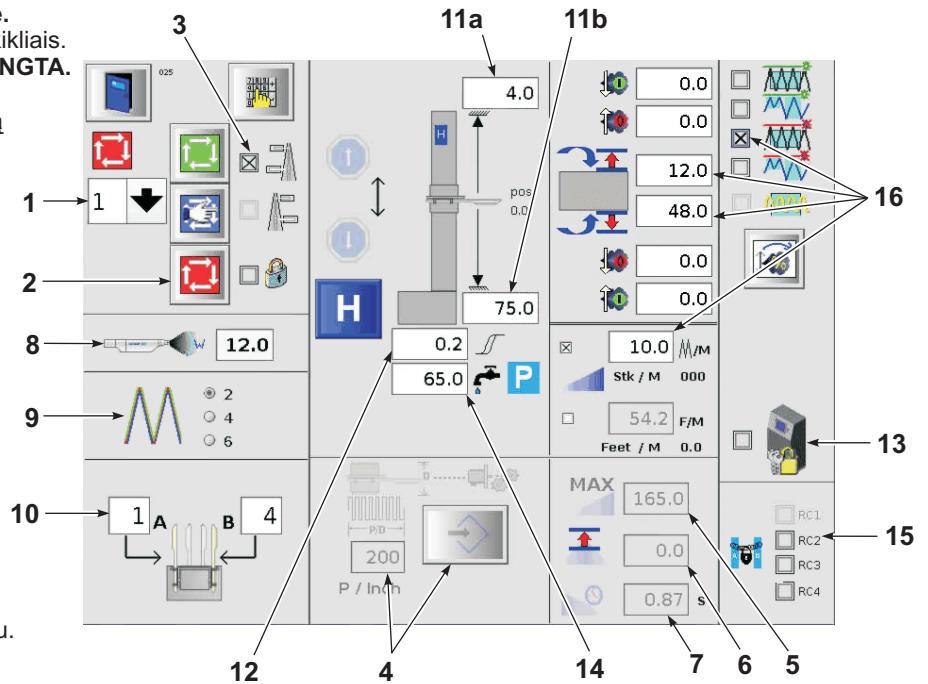 e.
kikliais.
NGTA.
ą
u.
3
11a
11b
025
4.0
0.0
0.0
H
1
1
pos
0.0
12.0
48.0
16
2
0.0
H
75.0
0.0
8
12.0
0.2
10.0 /M
65.0
P
Stk / M 000
9
2
4
6
54.2 F/M
Feet / M 0.0
13
MAX
165.0
10
1 A
B 4
P/D
200
P / Inch
0.0
0.87 s
RC1
RC2
RC3
RC4
15
12
4
14
7
6
5